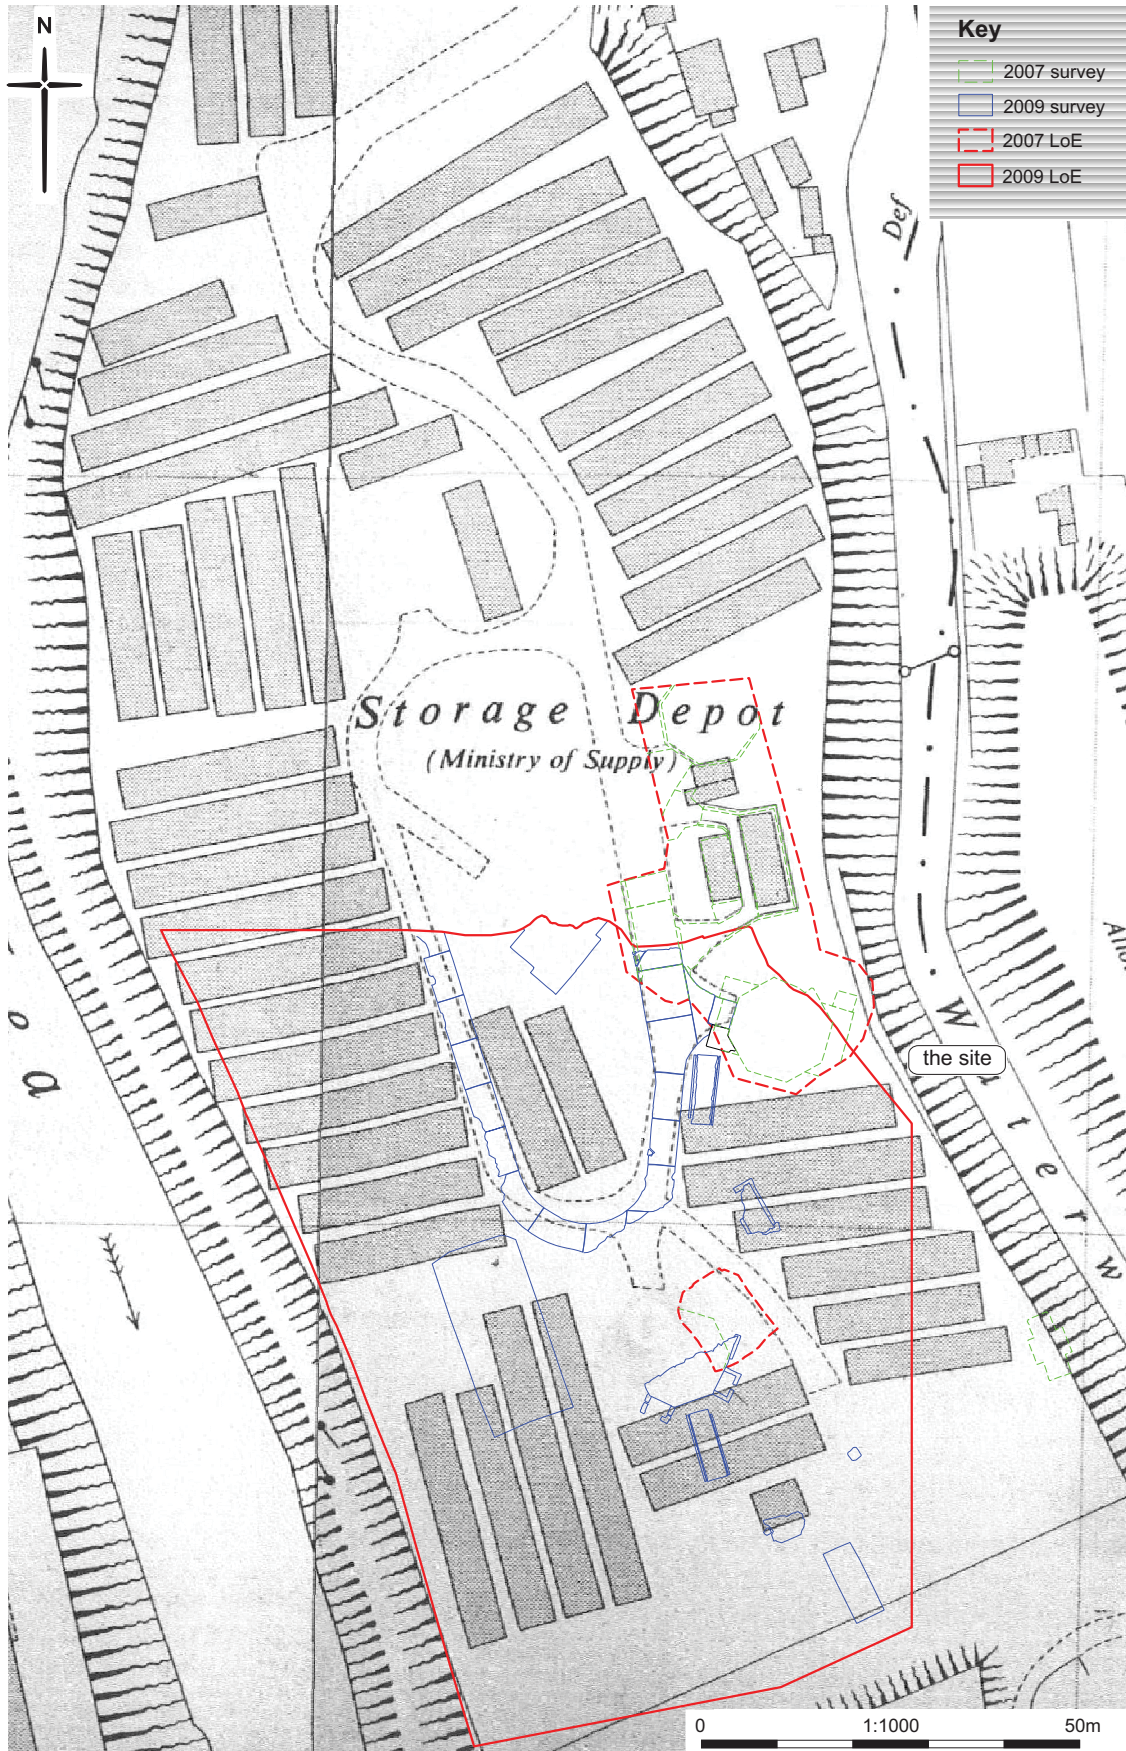 N
Key
2007 survey
2009 survey
2007 LoE
2009 LoE
Def
Storage Depot
(Ministry of Supply)
the site
Water
w
0 1:1000 50m